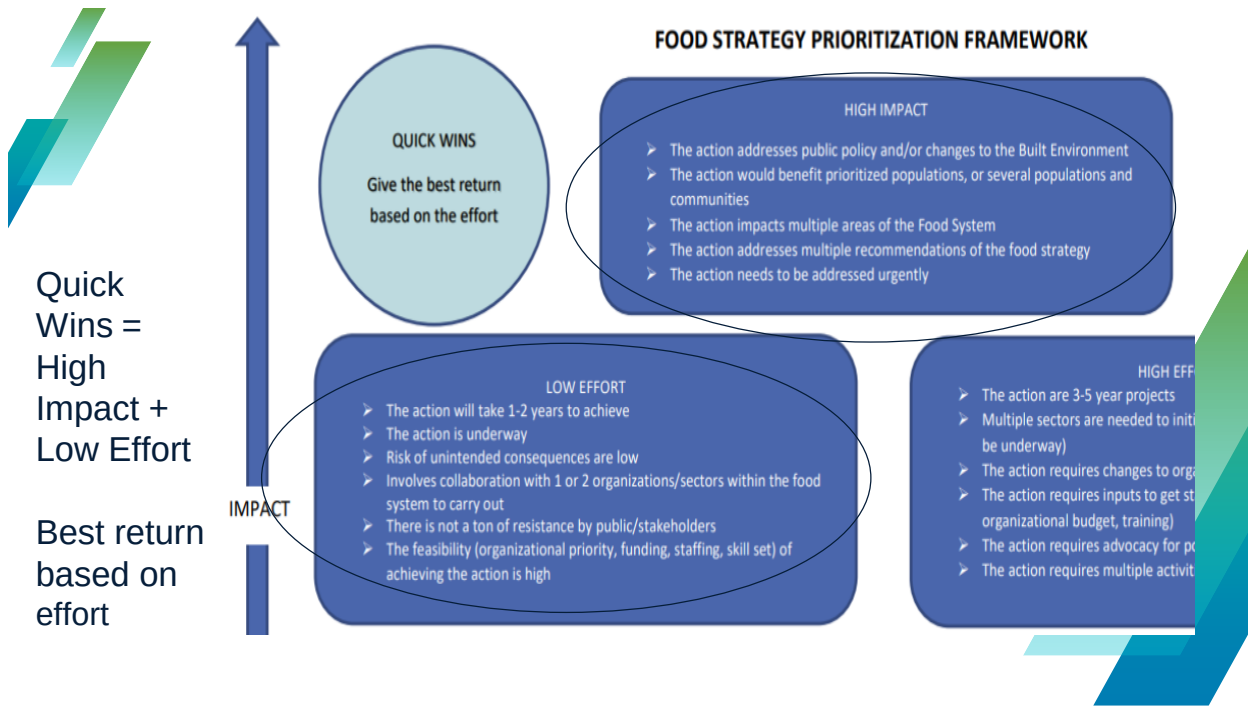 FOOD STRATEGY PRIORITIZATION FRAMEWORK
QUICK WINS
Give the best return
based on the effort
HIGH IMPACT
The action addresses public policy and/or changes to the Built Environment
The action would benefit prioritized populations, or several populations and
communities
The action impacts multiple areas of the Food System
The action addresses multiple recommendations of the food strategy
The action needs to be addressed urgently
Quick
Wins =
High
Impact +
Low Effort
Best return
based on
effort
IMPACT
LOW EFFORT
The action will take 1-2 years to achieve
The action is underway
Risk of unintended consequences are low
Involves collaboration with 1 or 2 organizations/sectors within the food
system to carry out
There is not a ton of resistance by public/stakeholders
The feasibility (organizational priority, funding, staffing, skill set) of
achieving the action is high
HIGH
The action are 3-5 year projects
Multiple sectors are needed to
be underway)
The action requires changes to
The action requires inputs to get
organizational budget, training)
The action requires advocacy for
The action requires multiple